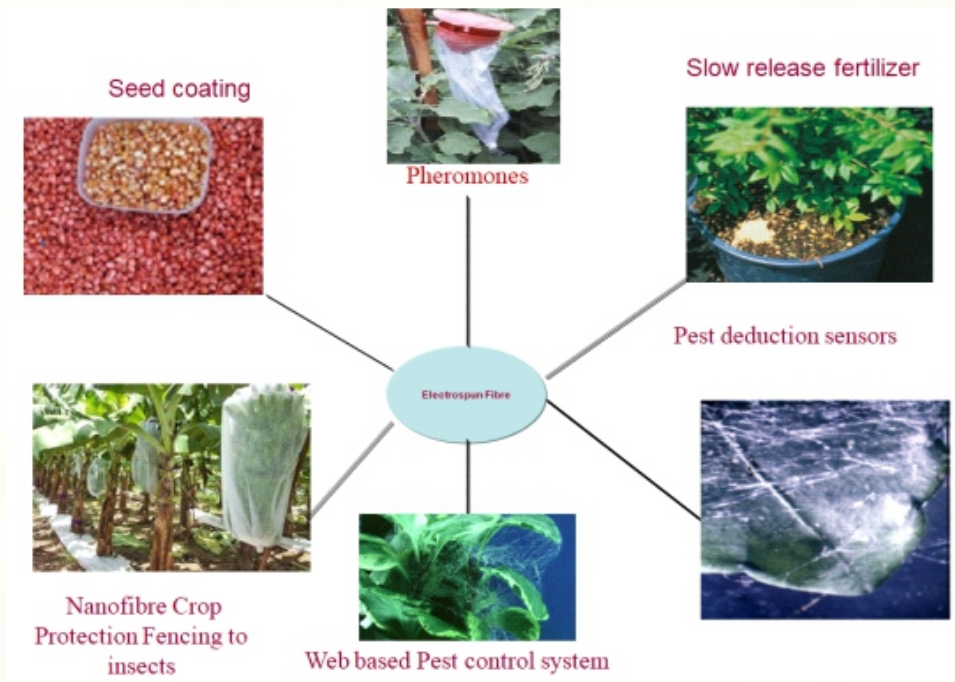 Seed coating
Pheromones
Slow release fertilizer
Pest deduction sensors
Electrospun Fibre
Nanofibre Crop
Protection Fencing to
insects
Web based Pest control system